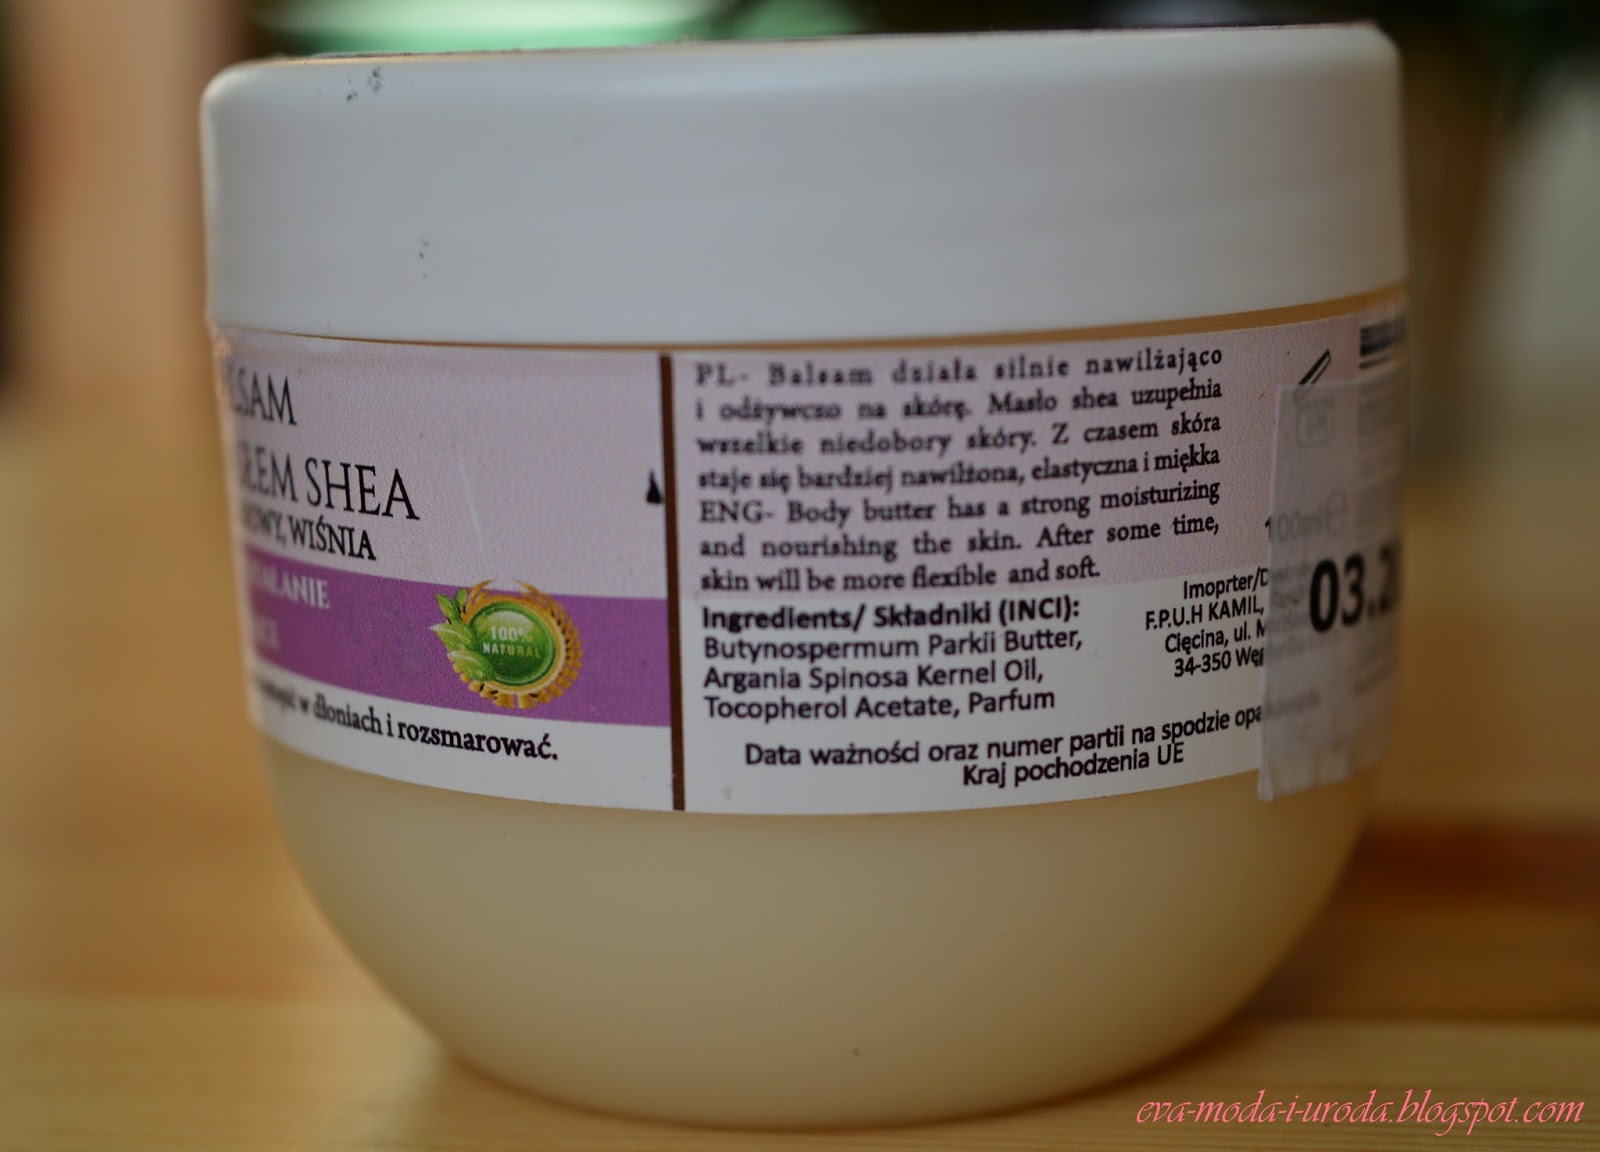 LSAM
SHEA
WIŚNIA
100%
NATURAL
w dłoniach i rozsmarować.
PL- Balsam działa silnie nawilżająco
i odżywczo na skórę. Masło shea uzupełnia
wszelkie niedobory skóry. Z czasem skóra
staje się bardziej nawilżona, elastyczna i miękka
ENG- Body butter has a strong moisturizing
and nourishing the skin. After some time,
skin will be more flexible and soft.
Ingredients/ Składniki (INCI):
Butynospermum Parkii Butter,
Argania Spinosa Kernel Oil,
Tocopherol Acetate, Parfum
Imoprter/D
F.P.U.H KAMIL,
Cięcina, ul. M
34-350 Węg
Data ważności oraz numer partii na spodzie opa
Kraj pochodzenia UE
100ml e
03.2
eva-moda-i-uroda.blogspot.com